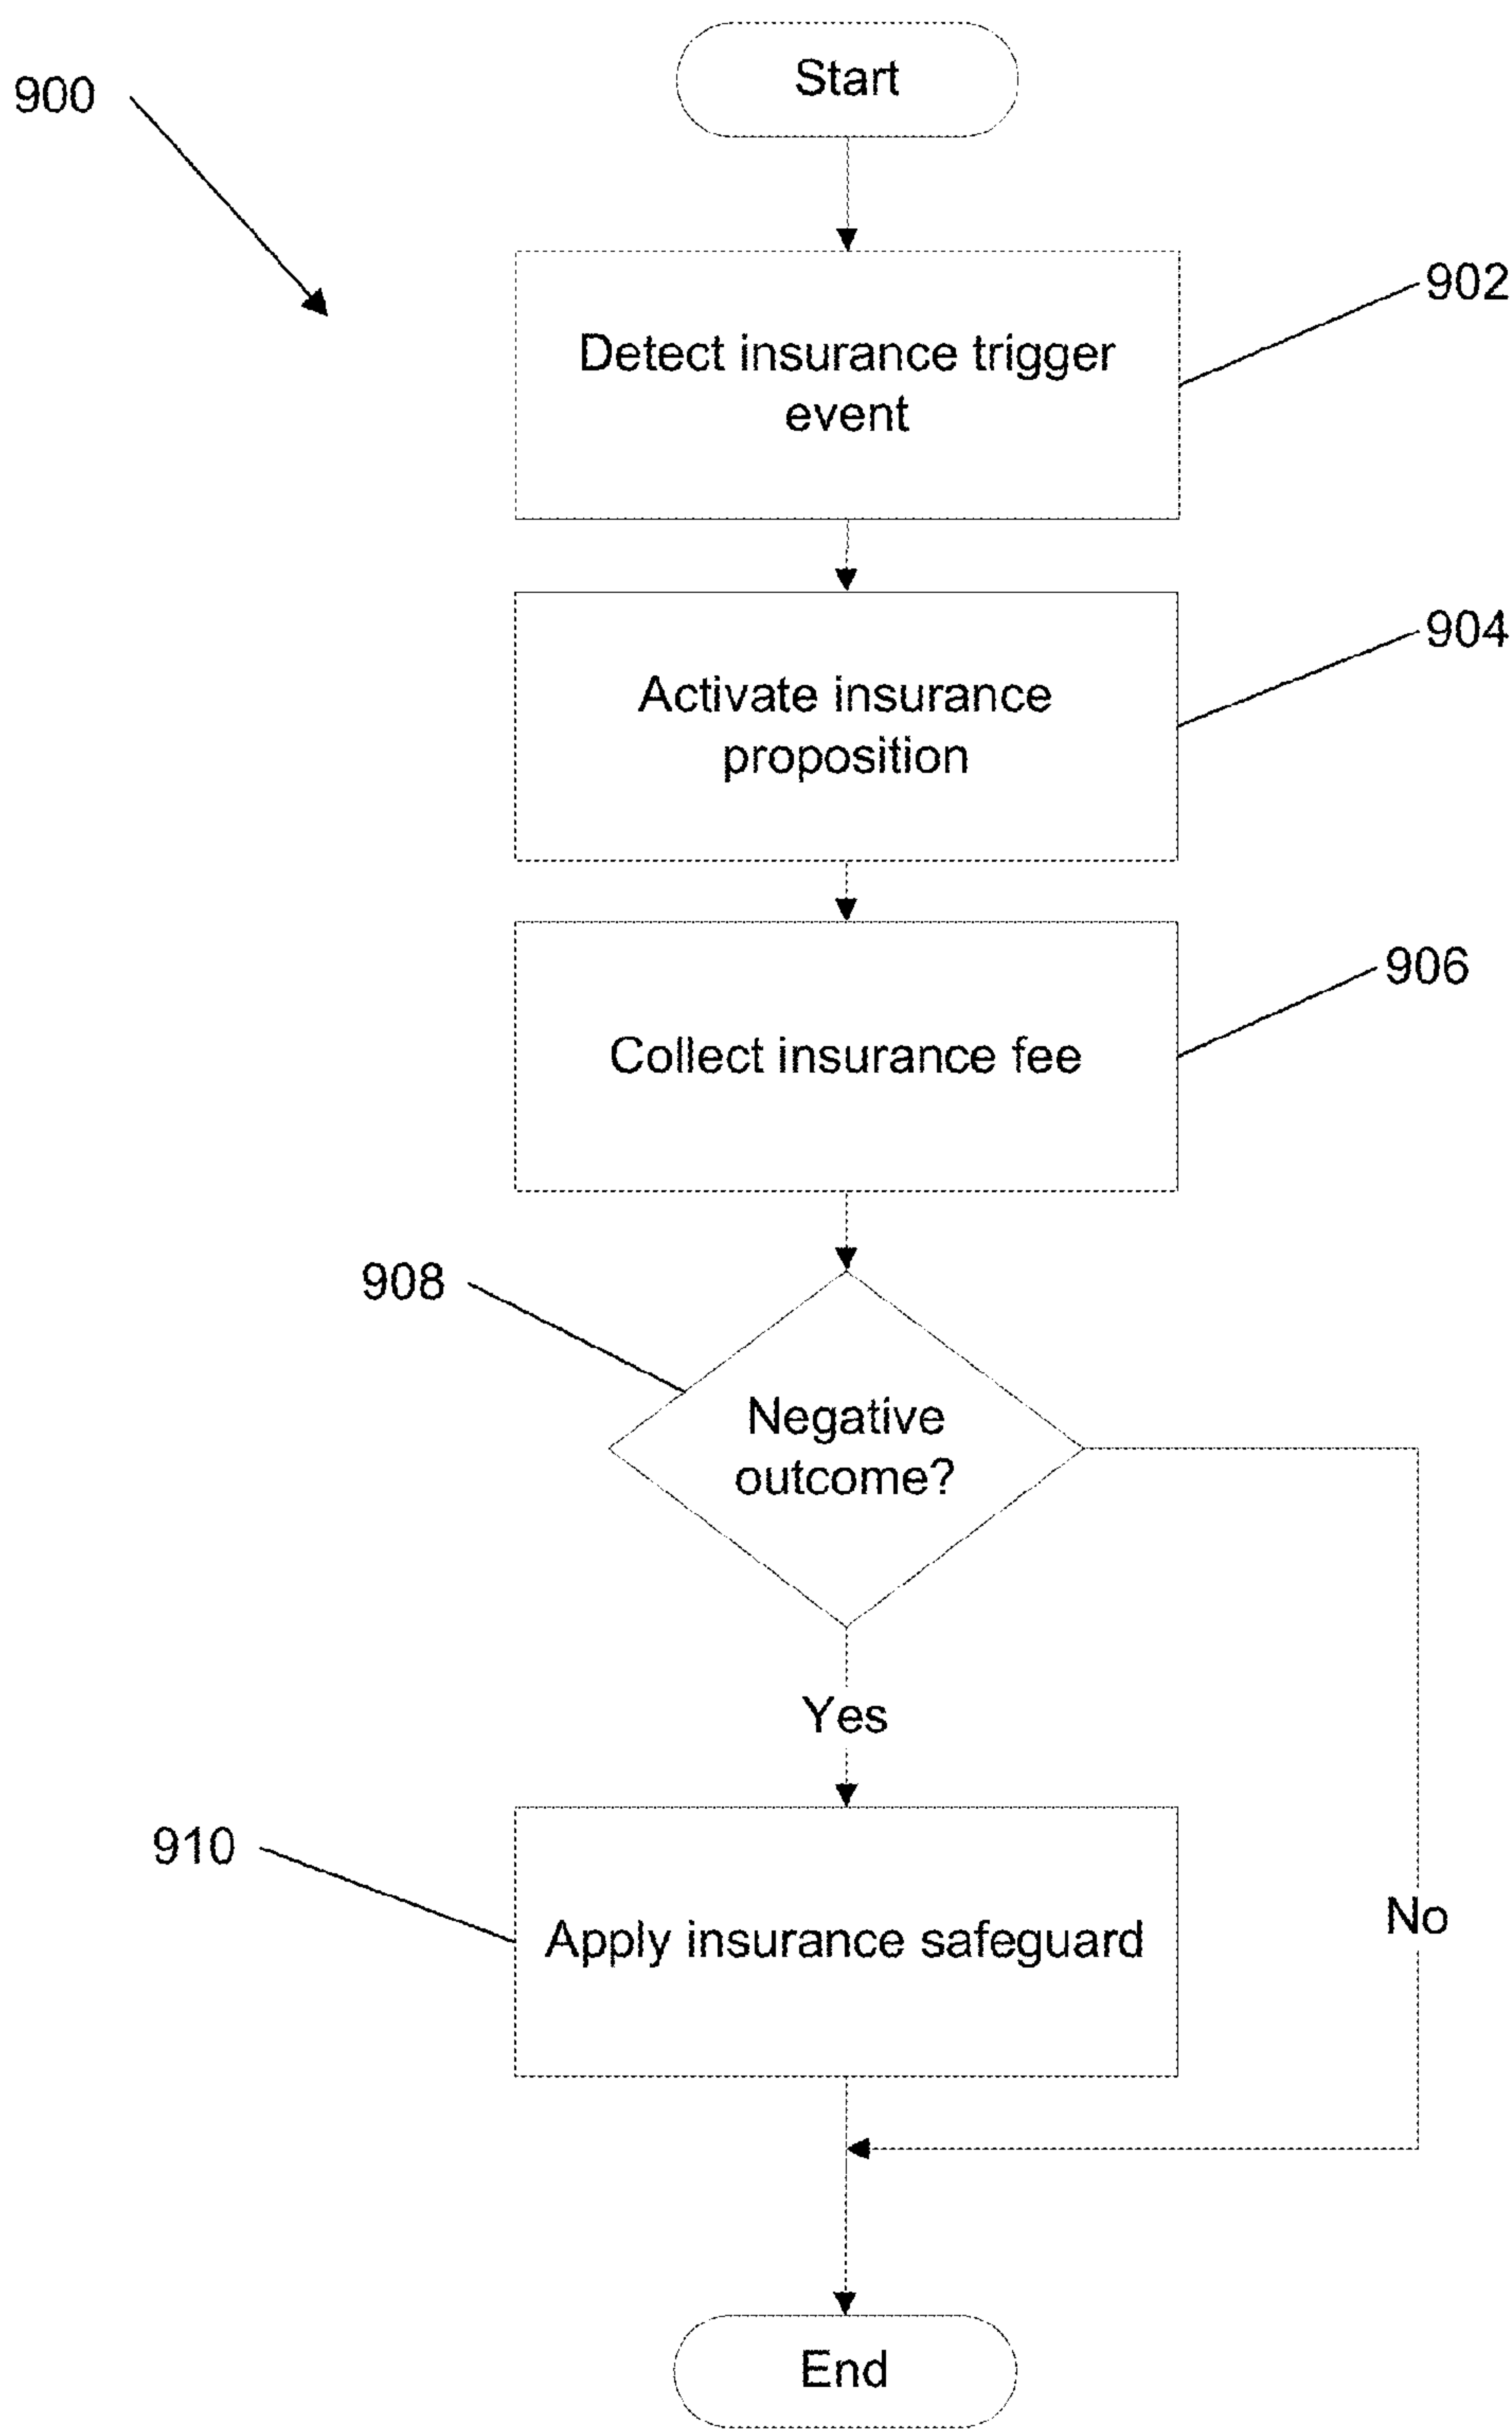 Start
900
902
Detect insurance trigger
event
904
Activate insurance
proposition
906
Collect insurance fee
908
Negative
outcome?
Yes
910
Apply insurance safeguard
No
End